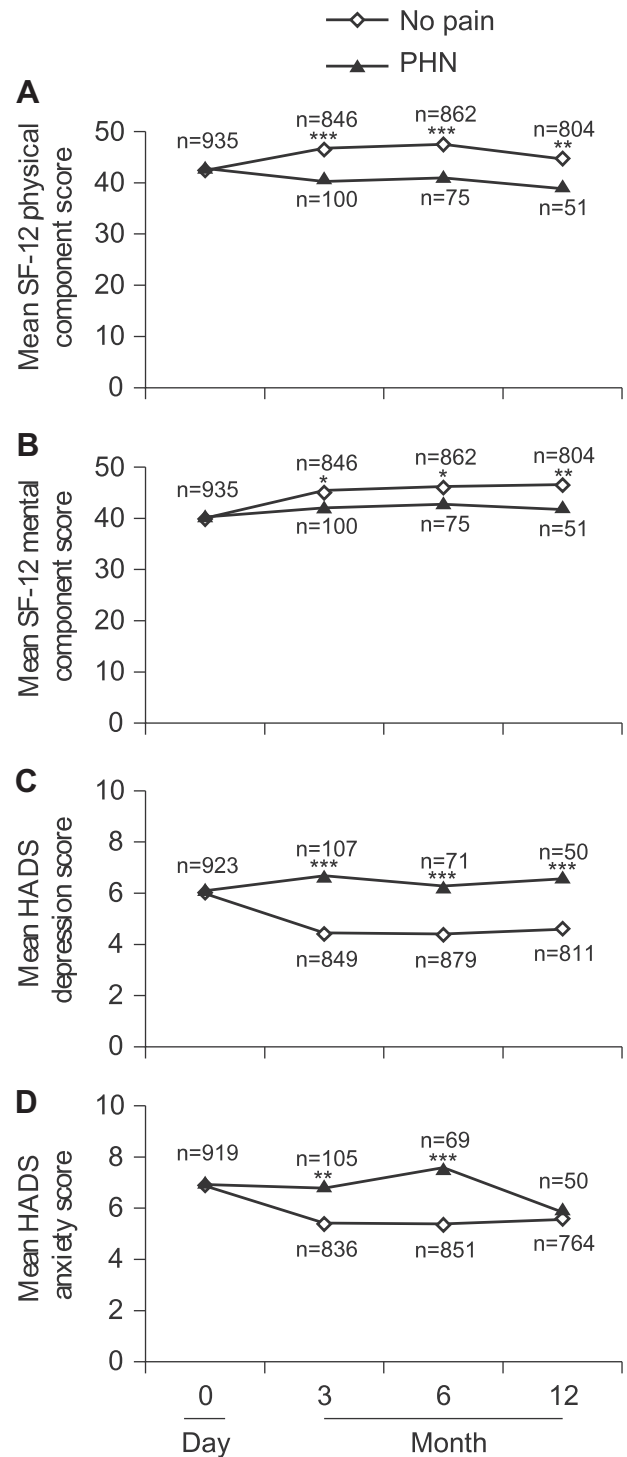 No pain
PHN
A
Mean SF-12 physical
component score
50
40
30
20
10
0
n=935
n=846
***
n=862
***
n=804
**
n=100
n=75
n=51
B
Mean SF-12 mental
component score
50
40
30
20
10
0
n=935
n=846
*
n=862
*
n=804
**
n=100
n=75
n=51
C
Mean HADS
depression score
10
8
6
4
2
0
n=923
n=107
***
n=71
***
n=50
***
n=849
n=879
n=811
D
Mean HADS
anxiety score
10
8
6
4
2
0
n=919
n=105
**
n=69
***
n=50
n=836
n=851
n=764
0 3 6 12
Day Month